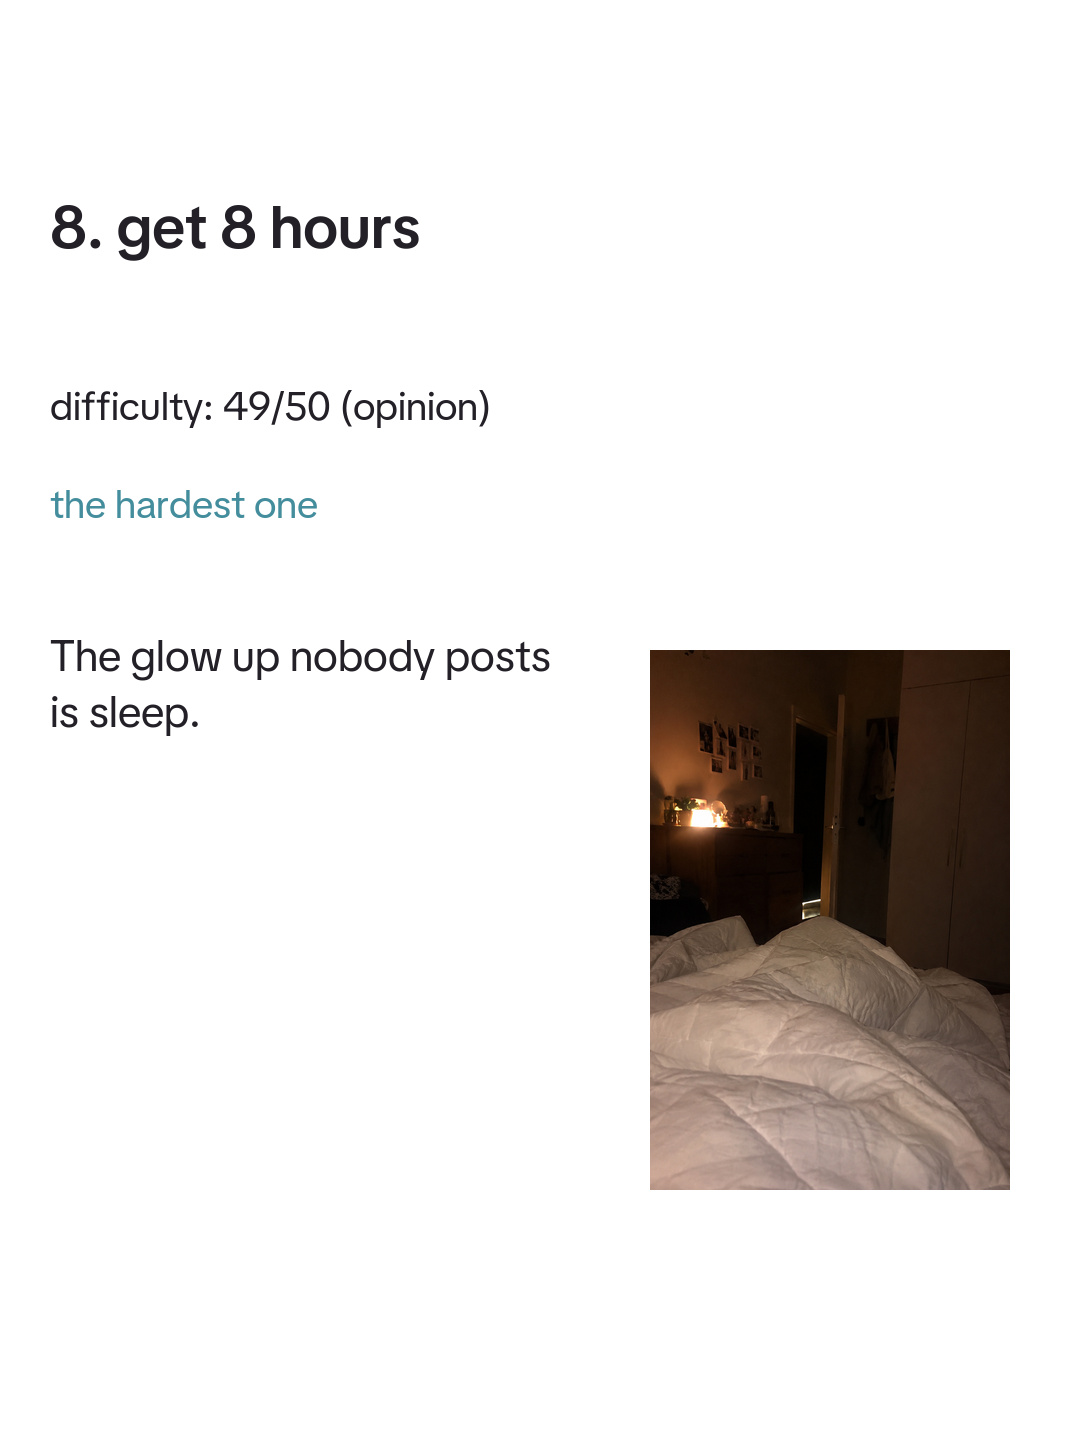 8. get 8 hours
difficulty: 49/50 (opinion)
the hardest one
The glow up nobody posts
is sleep.